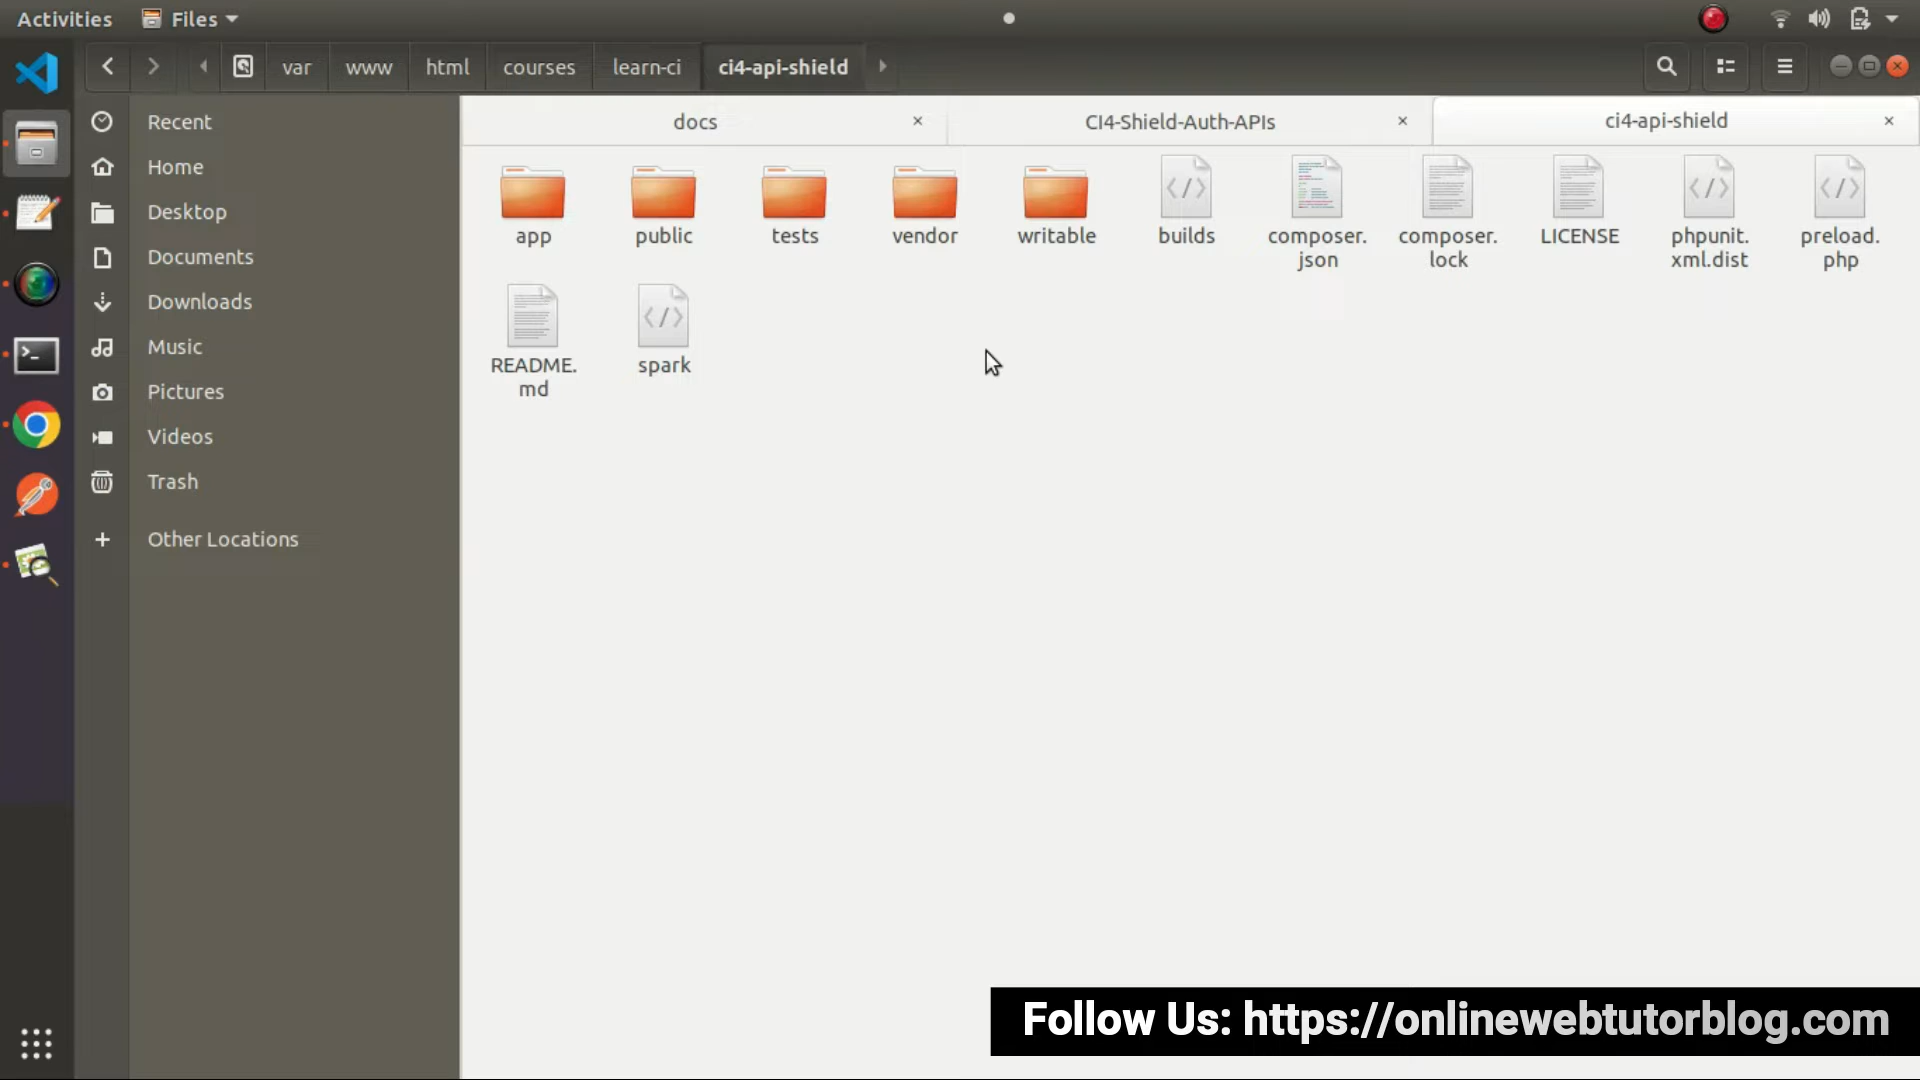 Activities Files
var www html courses learn-ci ci4-api-shield
Recent
Home
Desktop
Documents
Downloads
Music
Pictures
Videos
Trash
Other Locations
docs CI4-Shield-Auth-APIs ci4-api-shield
app public tests vendor writable builds composer. composer. LICENSE phpunit. preload.
json lock xml.dist php
README. spark
md
Follow Us: https://onlinewebtutorblog.com